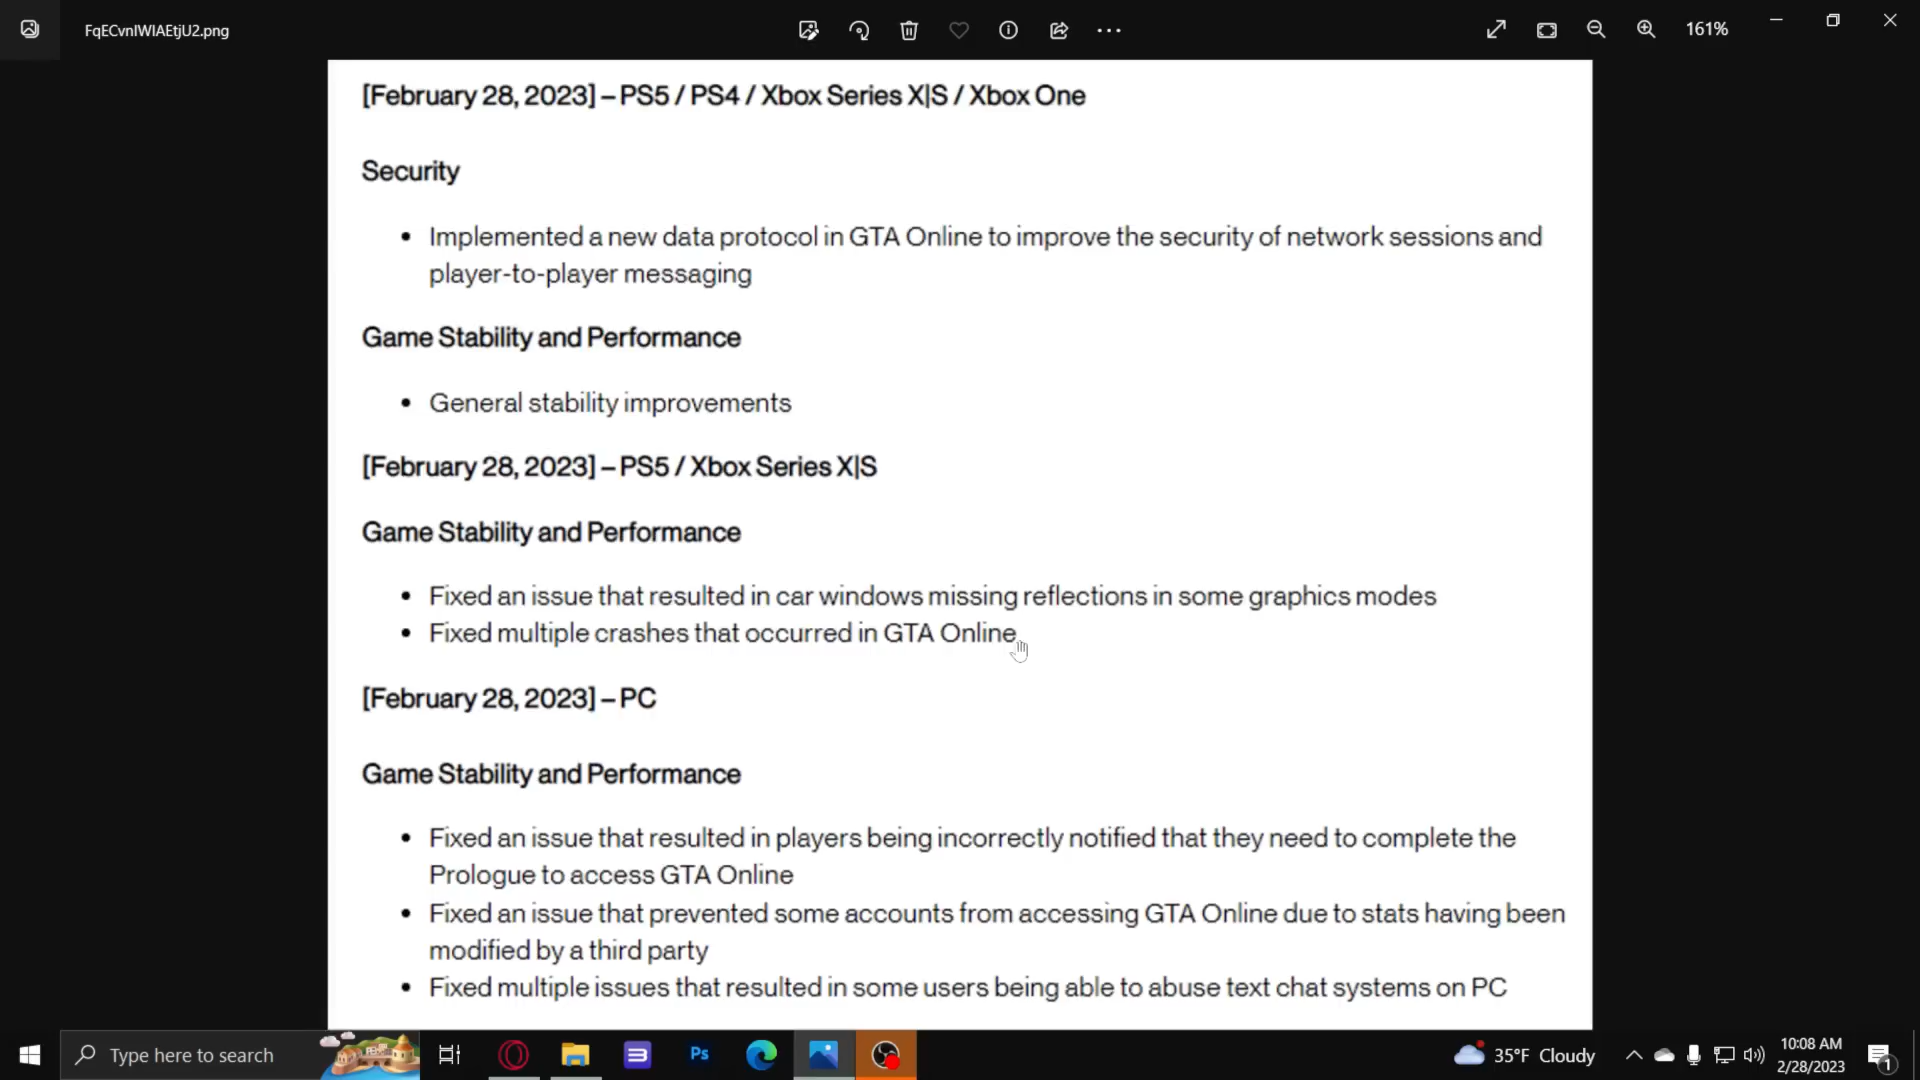 FqECvnIWIAEtjU2.png
161%
[February 28, 2023] – PS5 / PS4 / Xbox Series X|S / Xbox One
Security
• Implemented a new data protocol in GTA Online to improve the security of network sessions and
player-to-player messaging
Game Stability and Performance
• General stability improvements
[February 28, 2023] – PS5 / Xbox Series X|S
Game Stability and Performance
• Fixed an issue that resulted in car windows missing reflections in some graphics modes
• Fixed multiple crashes that occurred in GTA Online
[February 28, 2023] – PC
Game Stability and Performance
• Fixed an issue that resulted in players being incorrectly notified that they need to complete the
Prologue to access GTA Online
• Fixed an issue that prevented some accounts from accessing GTA Online due to stats having been
modified by a third party
• Fixed multiple issues that resulted in some users being able to abuse text chat systems on PC
Type here to search
Ps
35°F Cloudy
10:08 AM
2/28/2023
1